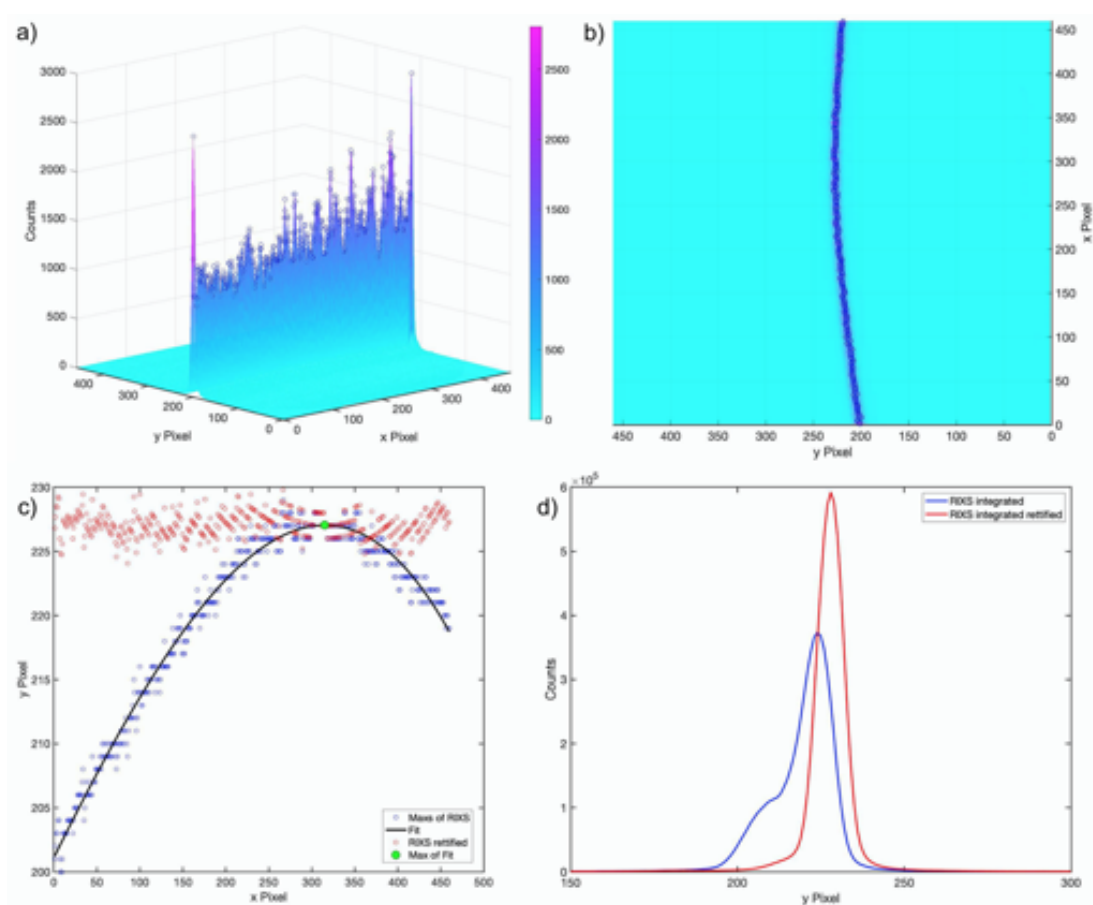 a)
3000
2500
2000
1500
1000
500
0
Counts
400
300
200
100
0
y Pixel
0
100
200
300
400
x Pixel
2500
2000
1500
1000
500
0
b)
450
400
350
300
250
200
150
100
50
0
x Pixel
450 400 350 300 250 200 150 100 50 0
y Pixel
c)
230
225
220
215
210
205
200
y Pixel
0 50 100 150 200 250 300 350 400 450 500
x Pixel
Maxs of RIXS
Fit
RIXS rettified
Max of Fit
d)
×10⁵
6
5
4
3
2
1
0
Counts
150 200 250 300
y Pixel
RIXS integrated
RIXS integrated rettified